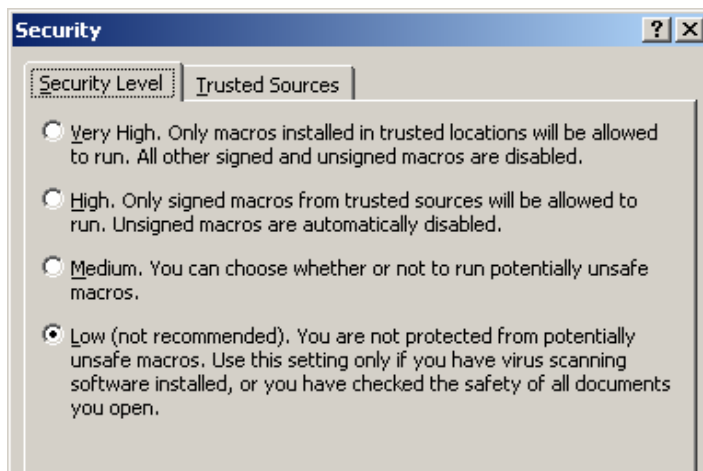 Security
Security Level Trusted Sources
Very High. Only macros installed in trusted locations will be allowed
to run. All other signed and unsigned macros are disabled.
High. Only signed macros from trusted sources will be allowed to
run. Unsigned macros are automatically disabled.
Medium. You can choose whether or not to run potentially unsafe
macros.
Low (not recommended). You are not protected from potentially
unsafe macros. Use this setting only if you have virus scanning
software installed, or you have checked the safety of all documents
you open.